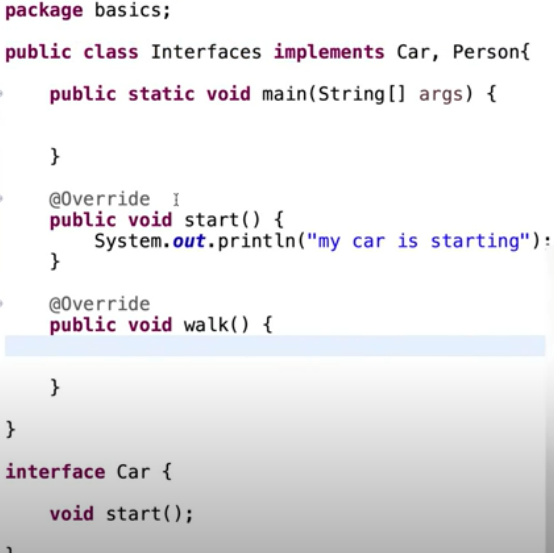 package basics;
public class Interfaces implements Car, Person{
public static void main(String[] args) {
}
@Override
public void start() {
System.out.println("my car is starting");
}
@Override
public void walk() {
}
}
interface Car {
void start();
}